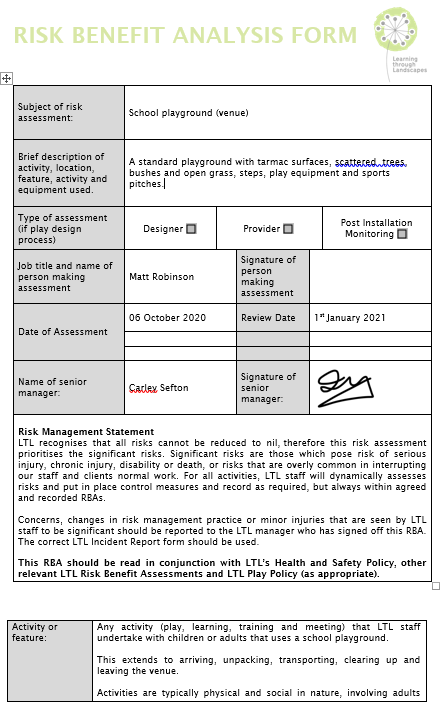 RISK BENEFIT ANALYSIS FORM
Learning
through
Landscapes
Subject of risk
assessment:
School playground (venue)
Brief description of
activity, location,
feature, activity and
equipment used.
A standard playground with tarmac surfaces, scattered trees,
bushes and open grass, steps, play equipment and sports
pitches.
Type of assessment
(if play design
process)
Designer
Provider
Post Installation
Monitoring
Job title and name of
person making
assessment
Matt Robinson
Signature of
person
making
assessment
Date of Assessment
06 October 2020
Review Date
1st January 2021
Name of senior
manager:
Carley Sefton
Signature of
senior
manager:
Risk Management Statement
LTL recognises that all risks cannot be reduced to nil, therefore this risk assessment
prioritises the significant risks. Significant risks are those which pose risk of serious
injury, chronic injury, disability or death, or risks that are overly common in interrupting
our staff and clients normal work. For all activities, LTL staff will dynamically assess
risks and put in place control measures and record as required, but always within agreed
and recorded RBAs.
Concerns, changes in risk management practice or minor injuries that are seen by LTL
staff to be significant should be reported to the LTL manager who has signed off this RBA.
The correct LTL Incident Report form should be used.
This RBA should be read in conjunction with LTL's Health and Safety Policy, other
relevant LTL Risk Benefit Assessments and LTL Play Policy (as appropriate).
Activity or
feature:
Any activity (play, learning, training and meeting) that LTL staff
undertake with children or adults that uses a school playground.
This extends to arriving, unpacking, transporting, clearing up and
leaving the venue.
Activities are typically physical and social in nature, involving adults